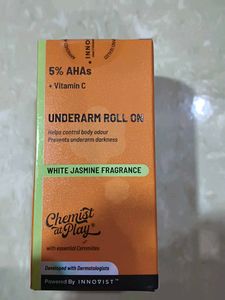 INNOVIST
5% AHAs
+ Vitamin C
UNDERARM ROLL ON
Helps control body odour
Prevents underarm darkness
WHITE JASMINE FRAGRANCE
Chemist
at Play
with essential Ceramides
Developed with Dermatologists
Powered By INNOVIST™